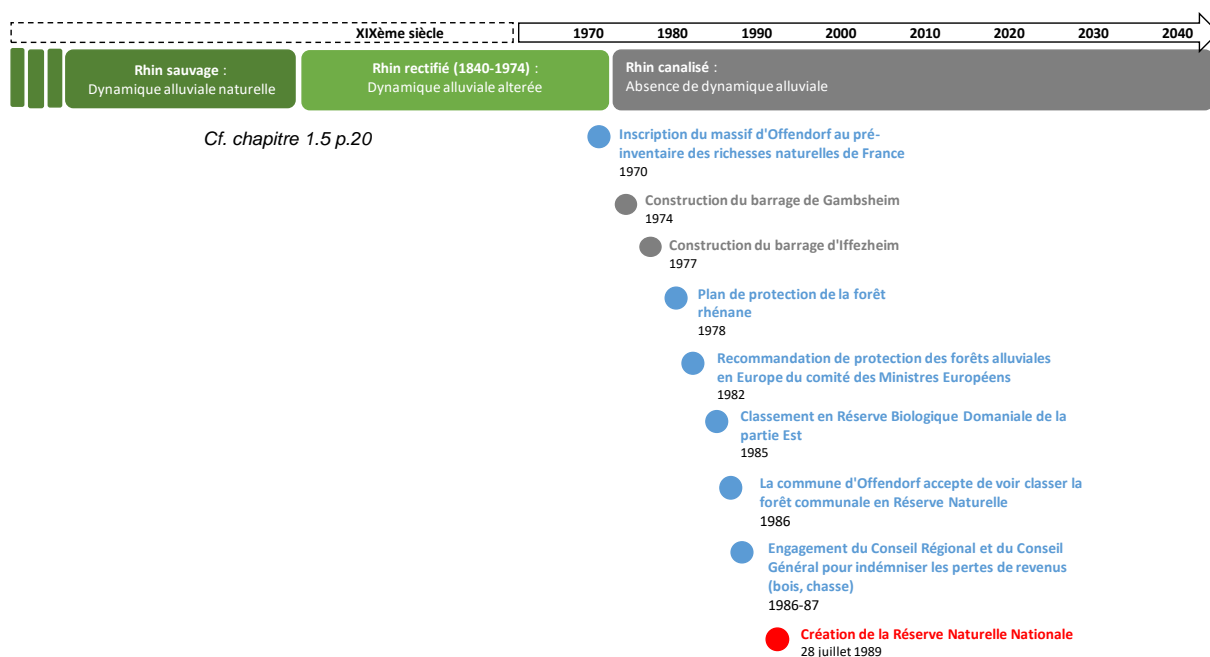 XIXème siècle 1970 1980 1990 2000 2010 2020 2030 2040
Rhin sauvage :
Dynamique alluviale naturelle
Rhin rectifié (1840-1974) :
Dynamique alluviale alterée
Rhin canalisé :
Absence de dynamique alluviale
Cf. chapitre 1.5 p.20
Inscription du massif d'Offendorf au pré-
inventaire des richesses naturelles de France
1970
Construction du barrage de Gambsheim
1974
Construction du barrage d'Iffezheim
1977
Plan de protection de la forêt
rhénane
1978
Recommandation de protection des forêts alluviales
en Europe du comité des Ministres Européens
1982
Classement en Réserve Biologique Domaniale de la
partie Est
1985
La commune d'Offendorf accepte de voir classer la
forêt communale en Réserve Naturelle
1986
Engagement du Conseil Régional et du Conseil
Général pour indémniser les pertes de revenus
(bois, chasse)
1986-87
Création de la Réserve Naturelle Nationale
28 juillet 1989